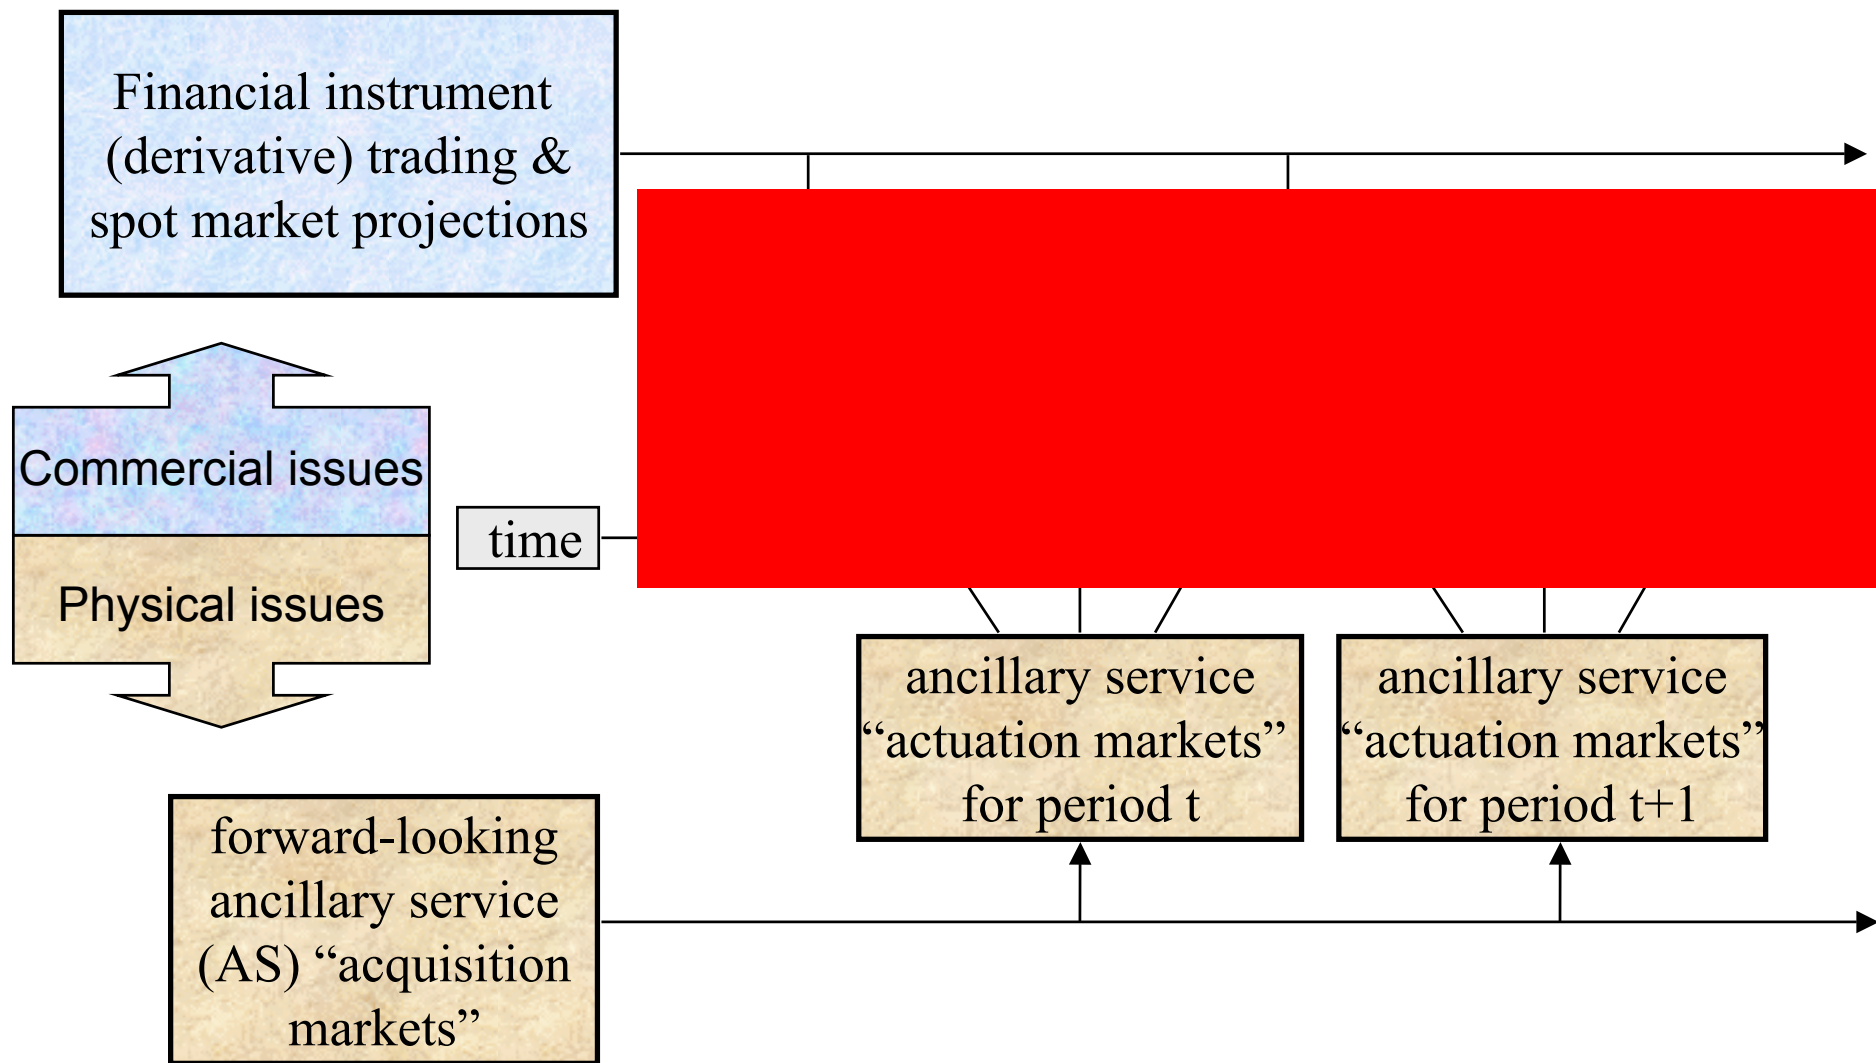 Financial instrument
(derivative) trading &
spot market projections
Commercial issues
time
Physical issues
ancillary service
“actuation markets”
for period t
ancillary service
“actuation markets”
for period t+1
forward-looking
ancillary service
(AS) “acquisition
markets”